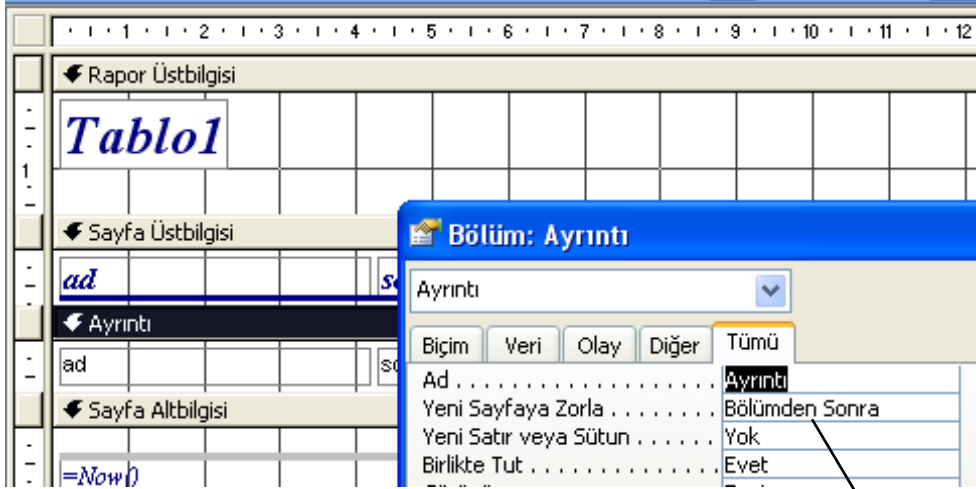 1 2 3 4 5 6 7 8 9 10 11 12
Rapor Üstbilgisi
Tablo1
1
Sayfa Üstbilgisi
Bölüm: Ayrıntı
ad
Ayrıntı
Ayrıntı
Biçim Veri Olay Diğer Tümü
ad
Ad . . . . . . . . . . . . . . . . . . . . Ayrıntı
Sayfa Altbilgisi
Yeni Sayfaya Zorla . . . . . . . . Bölümden Sonra
Yeni Satır veya Sütun . . . . . . Yok
Birlikte Tut . . . . . . . . . . . . . . Evet
=Now()